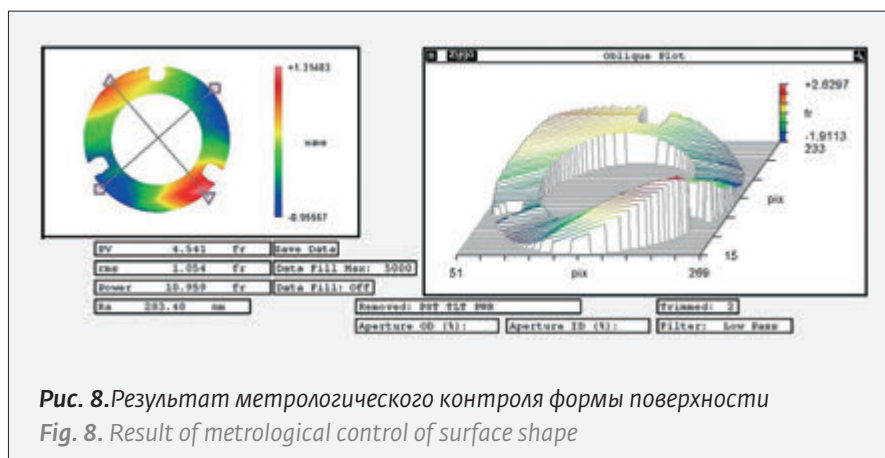 +1.31483
wave
-0.95567
PV 4.541 fr
rms 1.054 fr
Power 10.959 fr
Ra 283.40 nm
Save Data
Data Fill Max: 5000
Data Fill: Off
Zygo Oblique Plot
+2.6297
fr
-1.9113
233
pix
15
51 pix 269
Removed: PST TLT PWR
Trimmed: 2
Aperture OD (%): Aperture ID (%): Filter: Low Pass
Рис. 8.Результат метрологического контроля формы поверхности
Fig. 8. Result of metrological control of surface shape